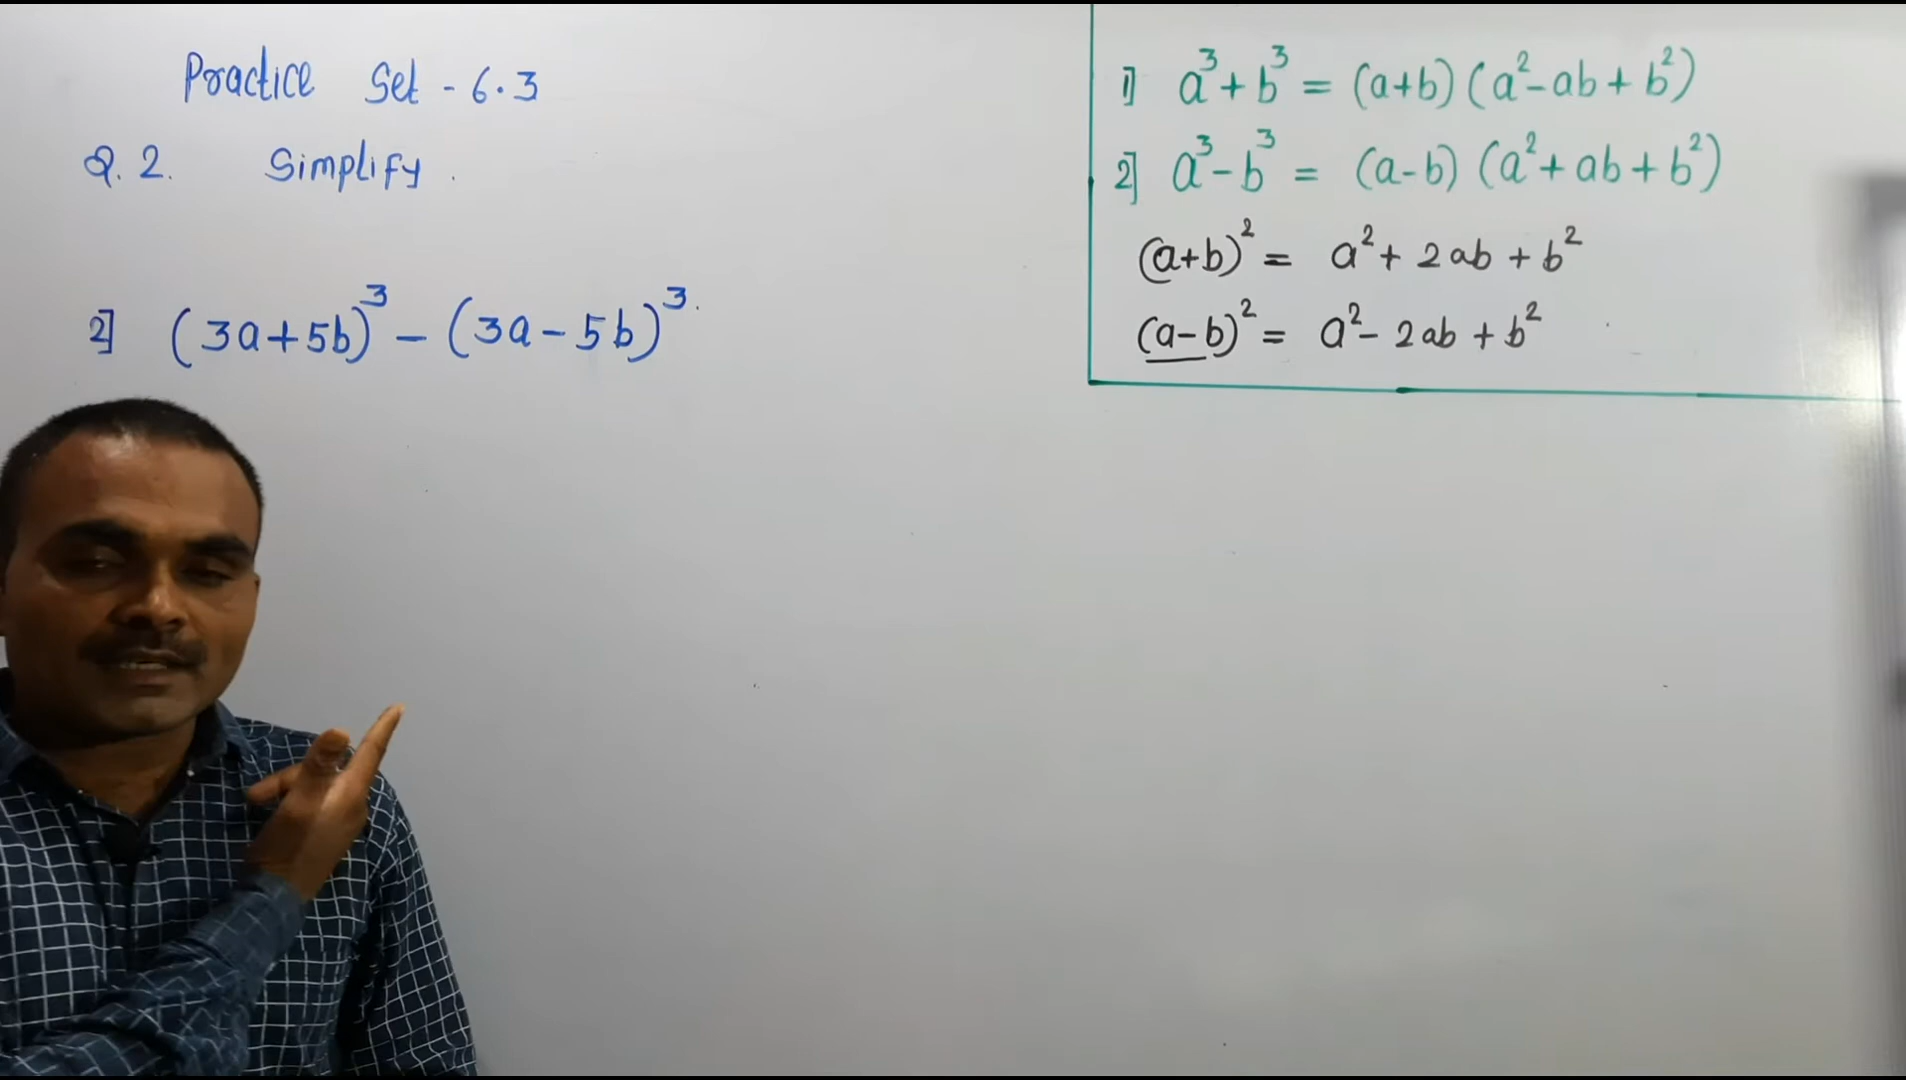 Practice Set - 6.3
Q. 2. Simplify.
2] (3a+5b)³ - (3a-5b)³.
1] a³+b³ = (a+b) (a²-ab+b²)
2] a³-b³ = (a-b) (a²+ab+b²)
(a+b)² = a²+ 2ab + b²
(a-b)² = a²- 2ab + b²